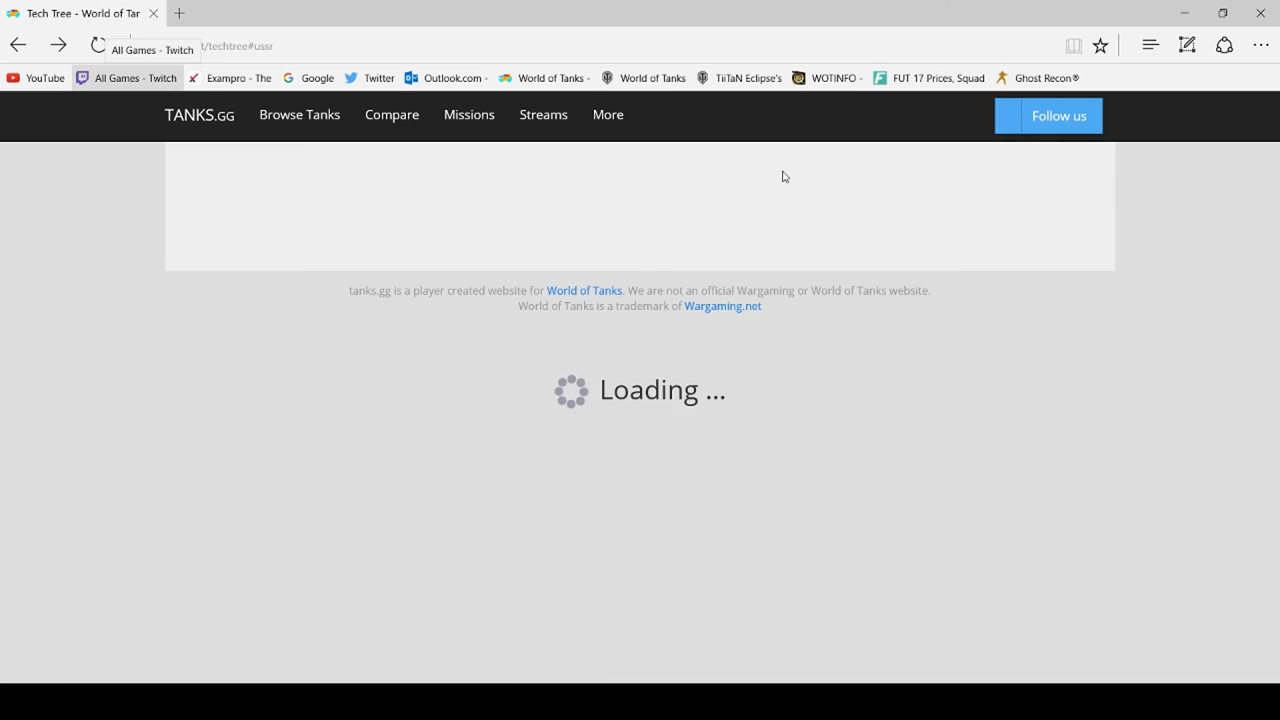 Tech Tree - World of Tar
All Games - Twitch
t/techtree#ussr
YouTube
All Games - Twitch
Exampro - The
Google
Twitter
Outlook.com -
World of Tanks -
World of Tanks
TiiTaN Eclipse's
WOTINFO -
FUT 17 Prices, Squad
Ghost Recon®
TANKS.GG
Browse Tanks
Compare
Missions
Streams
More
Follow us
tanks.gg is a player created website for World of Tanks. We are not an official Wargaming or World of Tanks website.
World of Tanks is a trademark of Wargaming.net
Loading ...